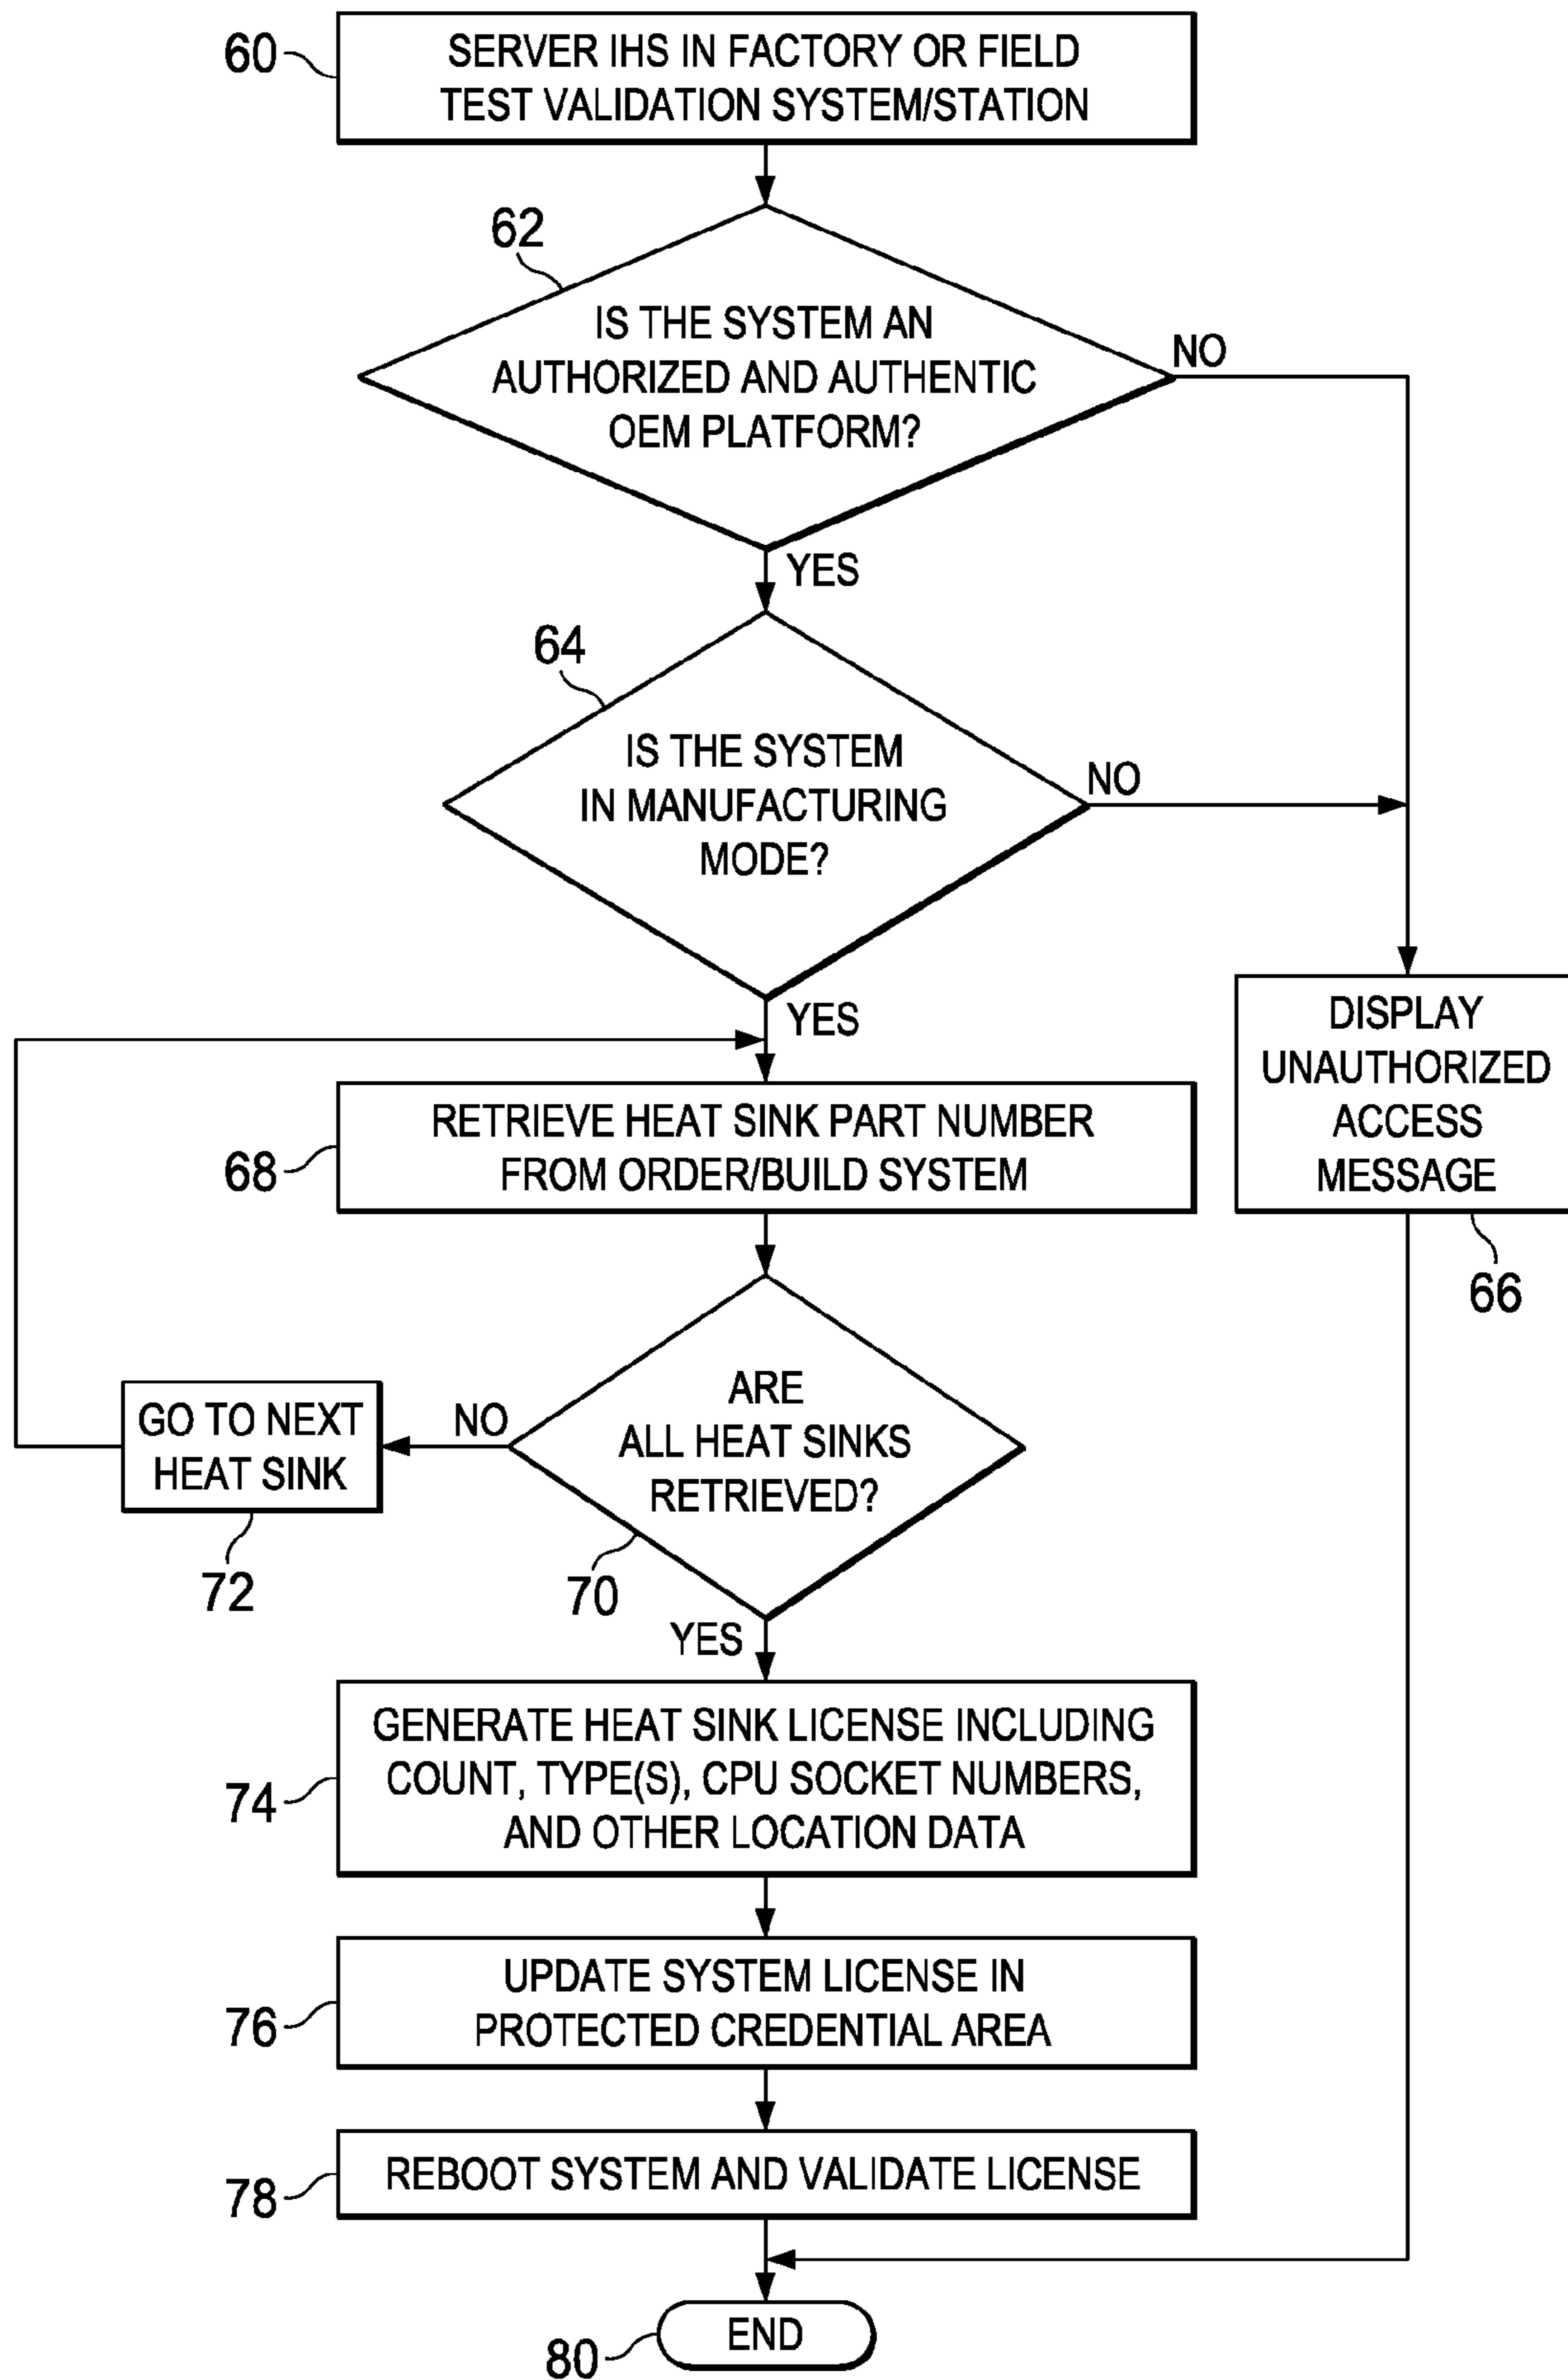 60
SERVER IHS IN FACTORY OR FIELD
TEST VALIDATION SYSTEM/STATION
62
IS THE SYSTEM AN
AUTHORIZED AND AUTHENTIC
OEM PLATFORM?
NO
YES
64
IS THE SYSTEM
IN MANUFACTURING
MODE?
NO
YES
DISPLAY
UNAUTHORIZED
ACCESS
MESSAGE
66
68
RETRIEVE HEAT SINK PART NUMBER
FROM ORDER/BUILD SYSTEM
ARE
ALL HEAT SINKS
RETRIEVED?
70
NO
GO TO NEXT
HEAT SINK
72
YES
74
GENERATE HEAT SINK LICENSE INCLUDING
COUNT, TYPE(S), CPU SOCKET NUMBERS,
AND OTHER LOCATION DATA
76
UPDATE SYSTEM LICENSE IN
PROTECTED CREDENTIAL AREA
78
REBOOT SYSTEM AND VALIDATE LICENSE
80
END